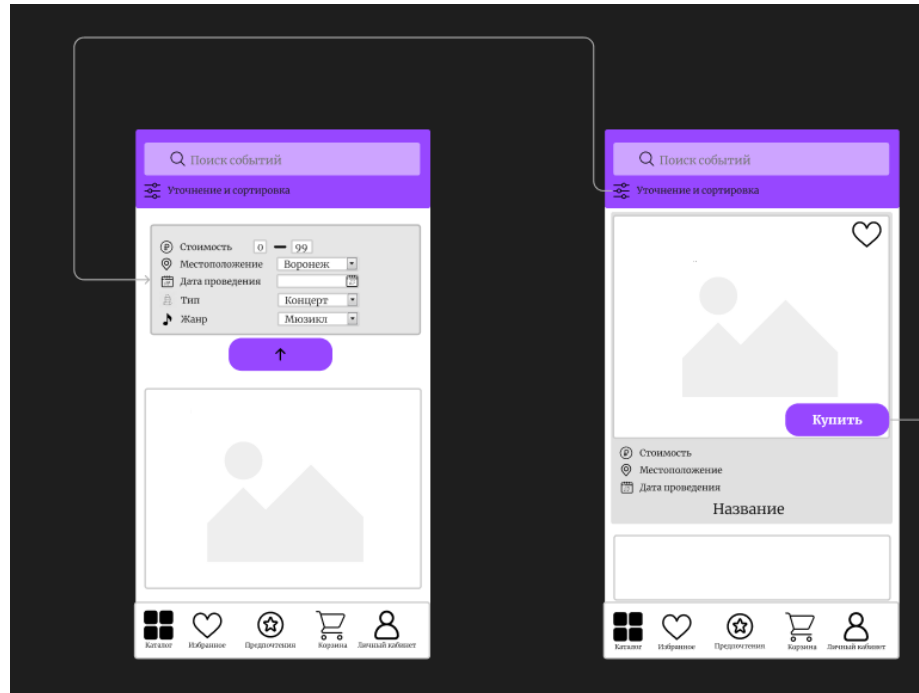 Поиск событий
Уточнение и сортировка
Стоимость 0 99
Местоположение Воронеж
Дата проведения
Тип Концерт
Жанр Мюзикл
Каталог Избранное Предпочтения Корзина Личный кабинет
Поиск событий
Уточнение и сортировка
Купить
Стоимость
Местоположение
Дата проведения
Название
Каталог Избранное Предпочтения Корзина Личный кабинет